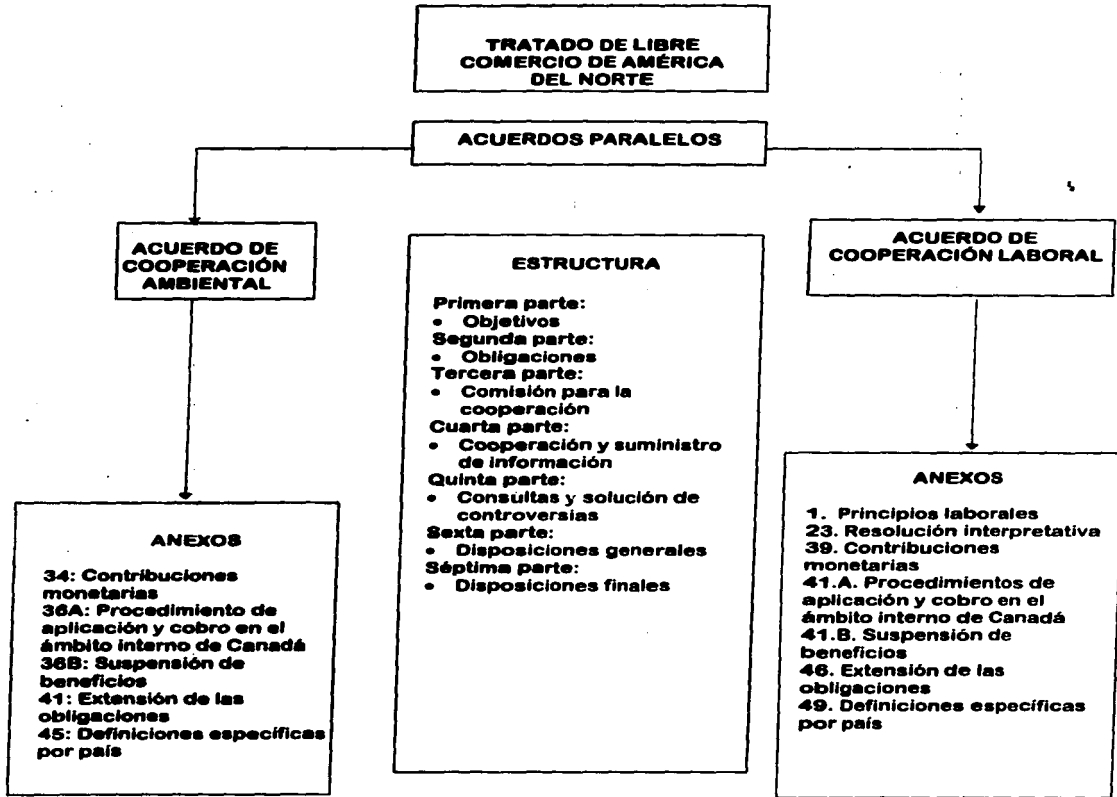 TRATADO DE LIBRE
COMERCIO DE AMÉRICA
DEL NORTE
ACUERDOS PARALELOS
ACUERDO DE
COOPERACIÓN
AMBIENTAL
ANEXOS
34: Contribuciones
monetarias
36A: Procedimiento de
aplicación y cobro en el
ámbito interno de Canadá
36B: Suspensión de
beneficios
41: Extensión de las
obligaciones
45: Definiciones específicas
por país
ESTRUCTURA
Primera parte:
• Objetivos
Segunda parte:
• Obligaciones
Tercera parte:
• Comisión para la
cooperación
Cuarta parte:
• Cooperación y suministro
de información
Quinta parte:
• Consultas y solución de
controversias
Sexta parte:
• Disposiciones generales
Séptima parte:
• Disposiciones finales
ACUERDO DE
COOPERACIÓN LABORAL
ANEXOS
1. Principios laborales
23. Resolución interpretativa
39. Contribuciones
monetarias
41.A. Procedimientos de
aplicación y cobro en el
ámbito interno de Canadá
41.B. Suspensión de
beneficios
46. Extensión de las
obligaciones
49. Definiciones específicas
por país